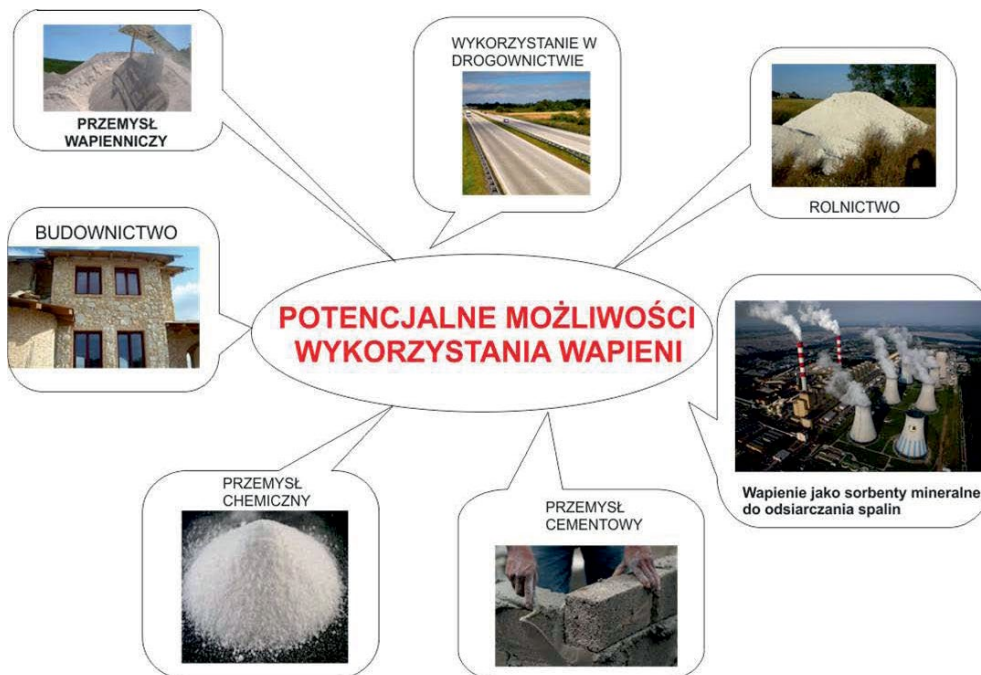 PRZEMYSŁ
WAPIENNICZY
WYKORZYSTANIE W
DROGOWNICTWIE
ROLNICTWO
BUDOWNICTWO
POTENCJALNE MOŻLIWOŚCI
WYKORZYSTANIA WAPIENI
Wapienie jako sorbenty mineralne
do odsiarczania spalin
PRZEMYSŁ
CHEMICZNY
PRZEMYSŁ
CEMENTOWY